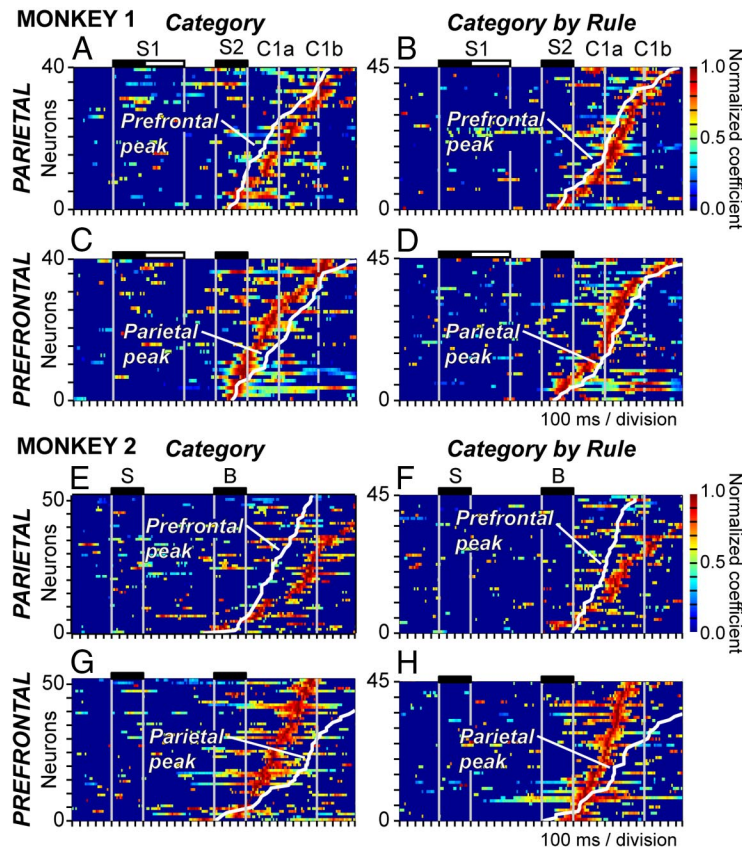 MONKEY 1
Category
Category by Rule
A
S1
S2
C1a
C1b
B
S1
S2
C1a
C1b
40
PARIETAL
Neurons
0
Prefrontal
peak
45
0
Prefrontal
peak
1.0
0.5
0.0
Normalized coefficient
C
D
40
PREFRONTAL
Neurons
0
Parietal
peak
45
0
Parietal
peak
100 ms / division
MONKEY 2
Category
Category by Rule
E
S
B
F
S
B
50
PARIETAL
Neurons
0
Prefrontal
peak
45
0
Prefrontal
peak
1.0
0.5
0.0
Normalized coefficient
G
H
50
PREFRONTAL
Neurons
0
Parietal
peak
45
0
Parietal
peak
100 ms / division